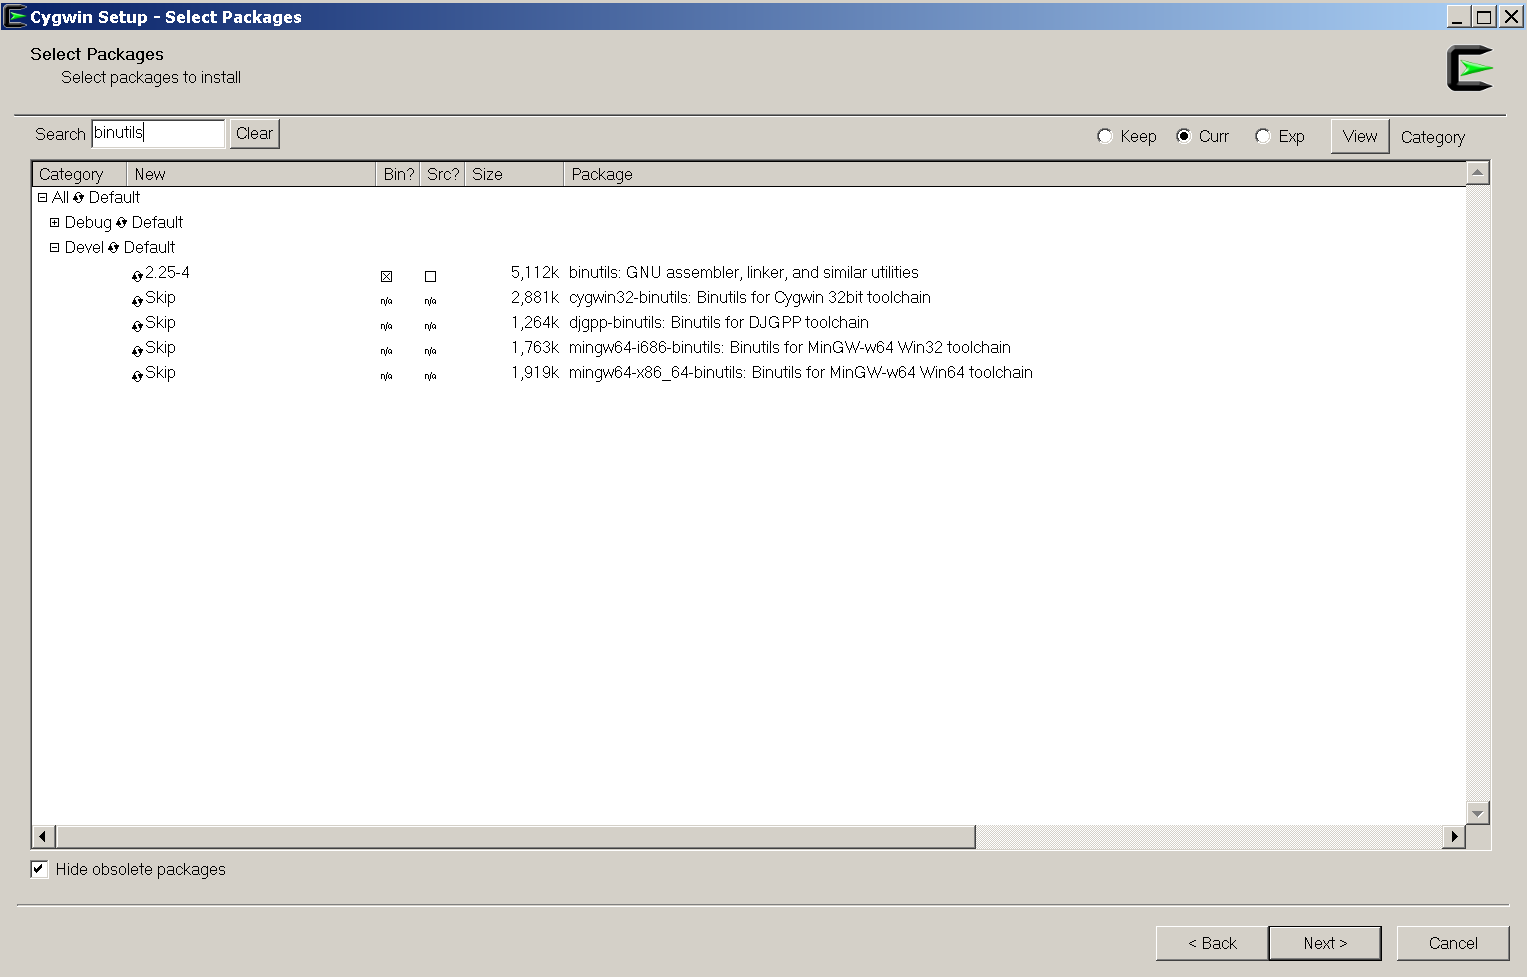 Cygwin Setup - Select Packages
Select Packages
Select packages to install
Search binutils Clear Keep Curr Exp View Category
Category New Bin? Src? Size Package
All Default
Debug Default
Devel Default
2.25-4 5,112k binutils: GNU assembler, linker, and similar utilities
Skip n/a n/a 2,881k cygwin32-binutils: Binutils for Cygwin 32bit toolchain
Skip n/a n/a 1,264k djgpp-binutils: Binutils for DJGPP toolchain
Skip n/a n/a 1,763k mingw64-i686-binutils: Binutils for MinGW-w64 Win32 toolchain
Skip n/a n/a 1,919k mingw64-x86_64-binutils: Binutils for MinGW-w64 Win64 toolchain
Hide obsolete packages
< Back Next > Cancel